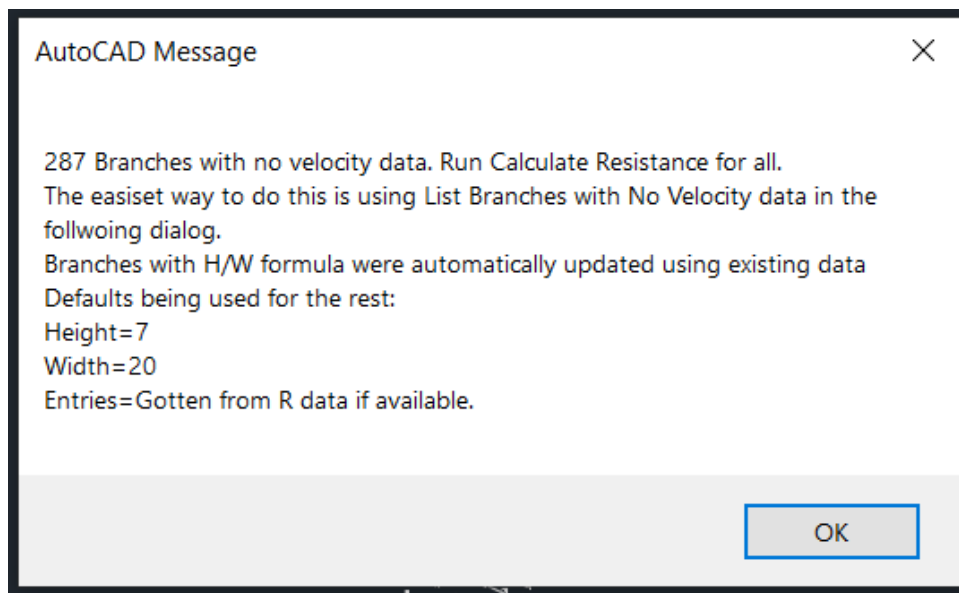 AutoCAD Message
287 Branches with no velocity data. Run Calculate Resistance for all.
The easiset way to do this is using List Branches with No Velocity data in the
follwoing dialog.
Branches with H/W formula were automatically updated using existing data
Defaults being used for the rest:
Height=7
Width=20
Entries=Gotten from R data if available.
OK